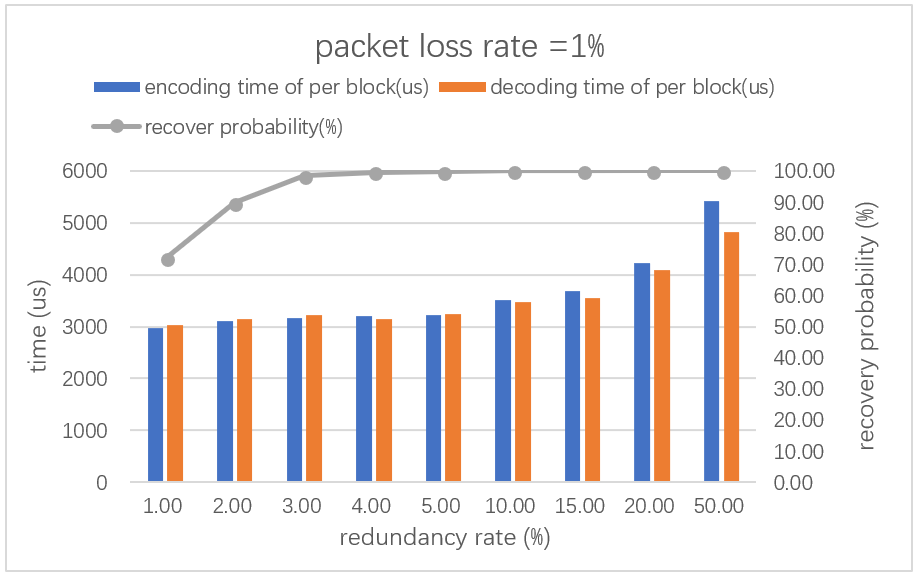 packet loss rate =1%
encoding time of per block(us) decoding time of per block(us)
recover probability(%)
6000
5000
4000
3000
2000
1000
0
time (us)
100.00
90.00
80.00
70.00
60.00
50.00
40.00
30.00
20.00
10.00
0.00
recovery probability (%)
1.00 2.00 3.00 4.00 5.00 10.00 15.00 20.00 50.00
redundancy rate (%)